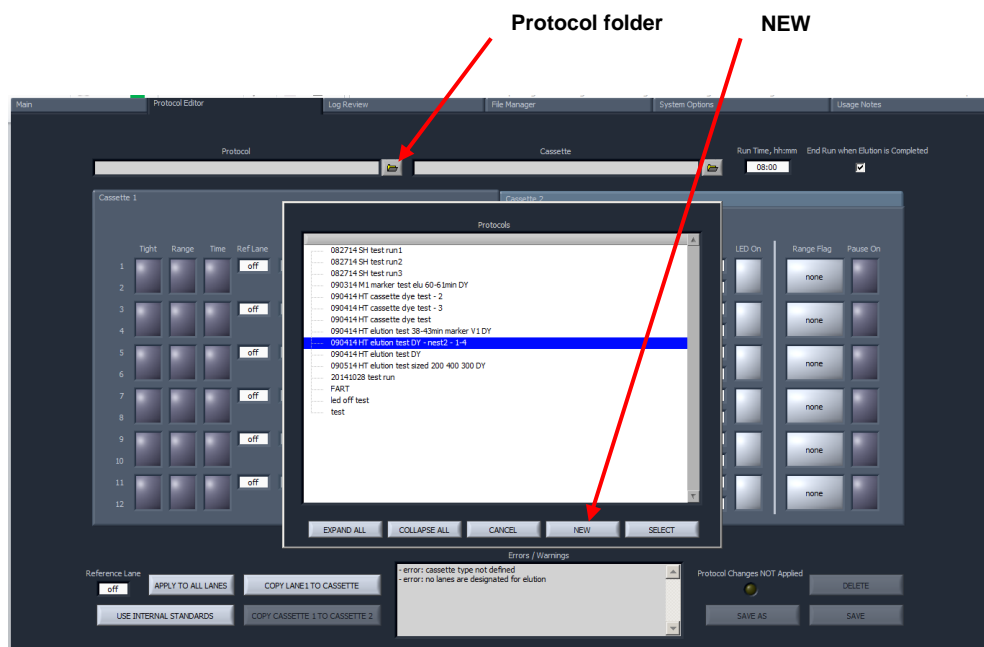 Protocol folder NEW
Main Protocol Editor Log Review File Manager System Options Usage Notes
Protocol Cassette Run Time, hh:mm End Run when Elution is Completed
08:00
Cassette 1 Cassette 2
Protocols
Tight Range Time Ref Lane LED On Range Flag Pause On
082714 SH test run1
082714 SH test run2
082714 SH test run3
090314 M1 marker test elu 60-61min DY
090414 HT cassette dye test - 2
090414 HT cassette dye test - 3
090414 HT cassette dye test
090414 HT elution test 38-43min marker V1 DY
090414 HT elution test DY - nest2 - 1-4
090414 HT elution test DY
090514 HT elution test sized 200 400 300 DY
20141028 test run
FART
led off test
test
1 off none
2
3 off none
4
5 off none
6
7 off none
8
9 off none
10
11 off none
12
EXPAND ALL COLLAPSE ALL CANCEL NEW SELECT
Errors / Warnings
- error: cassette type not defined
- error: no lanes are designated for elution
Reference Lane
off APPLY TO ALL LANES COPY LANE1 TO CASSETTE
USE INTERNAL STANDARDS COPY CASSETTE 1 TO CASSETTE 2
Protocol Changes NOT Applied
DELETE
SAVE AS SAVE